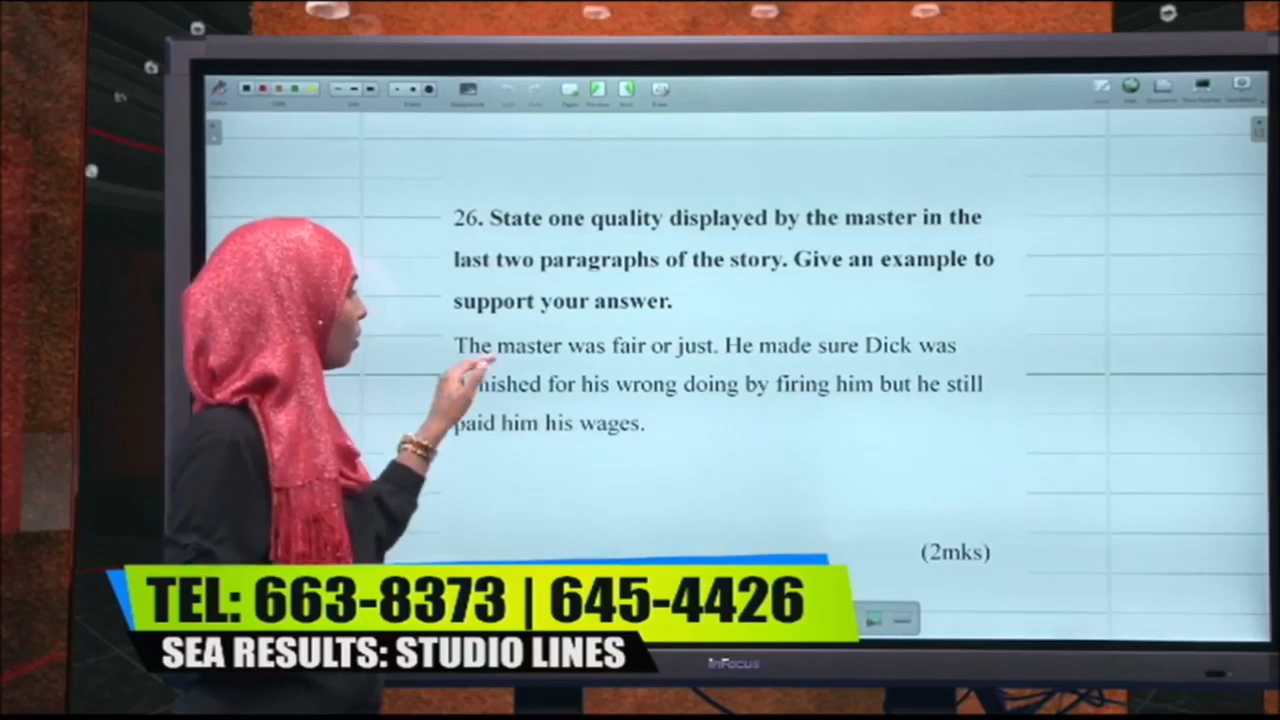 26. State one quality displayed by the master in the
last two paragraphs of the story. Give an example to
support your answer.
The master was fair or just. He made sure Dick was
nished for his wrong doing by firing him but he still
paid him his wages.
(2mks)
TEL: 663-8373 | 645-4426
SEA RESULTS: STUDIO LINES
InFocus